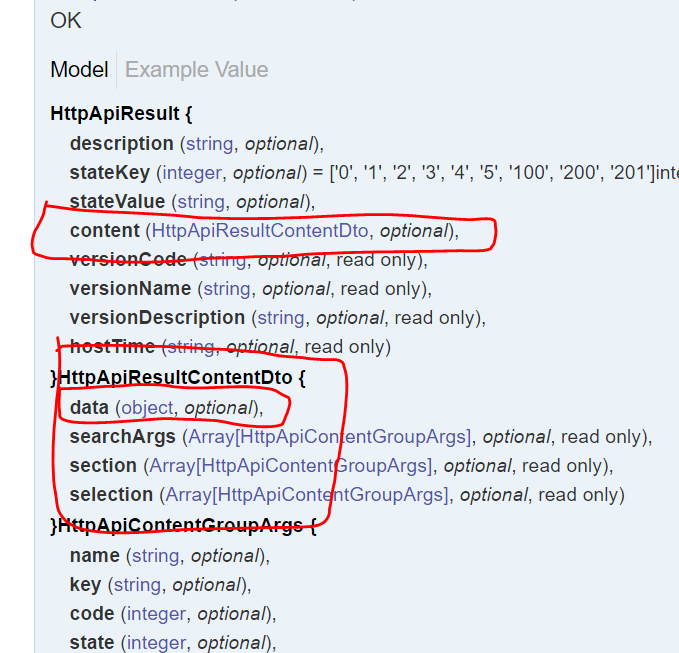 OK
Model Example Value
HttpApiResult {
description (string, optional),
stateKey (integer, optional) = ['0', '1', '2', '3', '4', '5', '100', '200', '201']inte
stateValue (string, optional),
content (HttpApiResultContentDto, optional),
versionCode (string, optional, read only),
versionName (string, optional, read only),
versionDescription (string, optional, read only),
hostTime (string, optional, read only)
}HttpApiResultContentDto {
data (object, optional),
searchArgs (Array[HttpApiContentGroupArgs], optional, read only),
section (Array[HttpApiContentGroupArgs], optional, read only),
selection (Array[HttpApiContentGroupArgs], optional, read only)
}HttpApiContentGroupArgs {
name (string, optional),
key (string, optional),
code (integer, optional),
state (integer, optional),